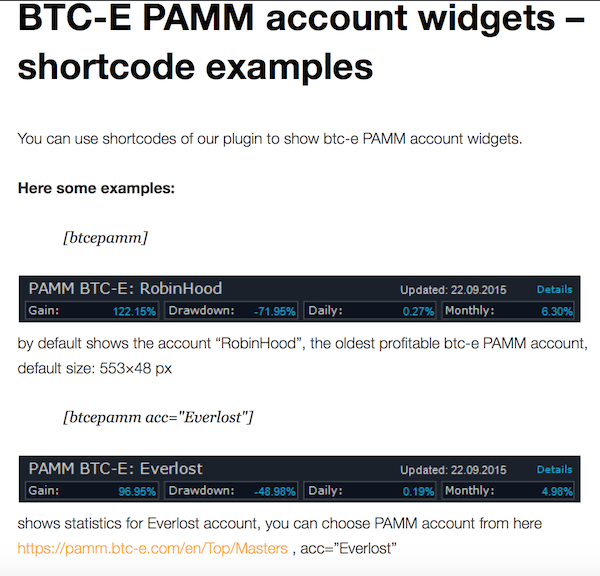 BTC-E PAMM account widgets –
shortcode examples
You can use shortcodes of our plugin to show btc-e PAMM account widgets.
Here some examples:
[btcepamm]
PAMM BTC-E: RobinHood Updated: 22.09.2015 Details
Gain: 122.15% Drawdown: -71.95% Daily: 0.27% Monthly: 6.30%
by default shows the account “RobinHood”, the oldest profitable btc-e PAMM account,
default size: 553×48 px
[btcepamm acc="Everlost"]
PAMM BTC-E: Everlost Updated: 22.09.2015 Details
Gain: 96.95% Drawdown: -48.98% Daily: 0.19% Monthly: 4.98%
shows statistics for Everlost account, you can choose PAMM account from here
https://pamm.btc-e.com/en/Top/Masters , acc=”Everlost”